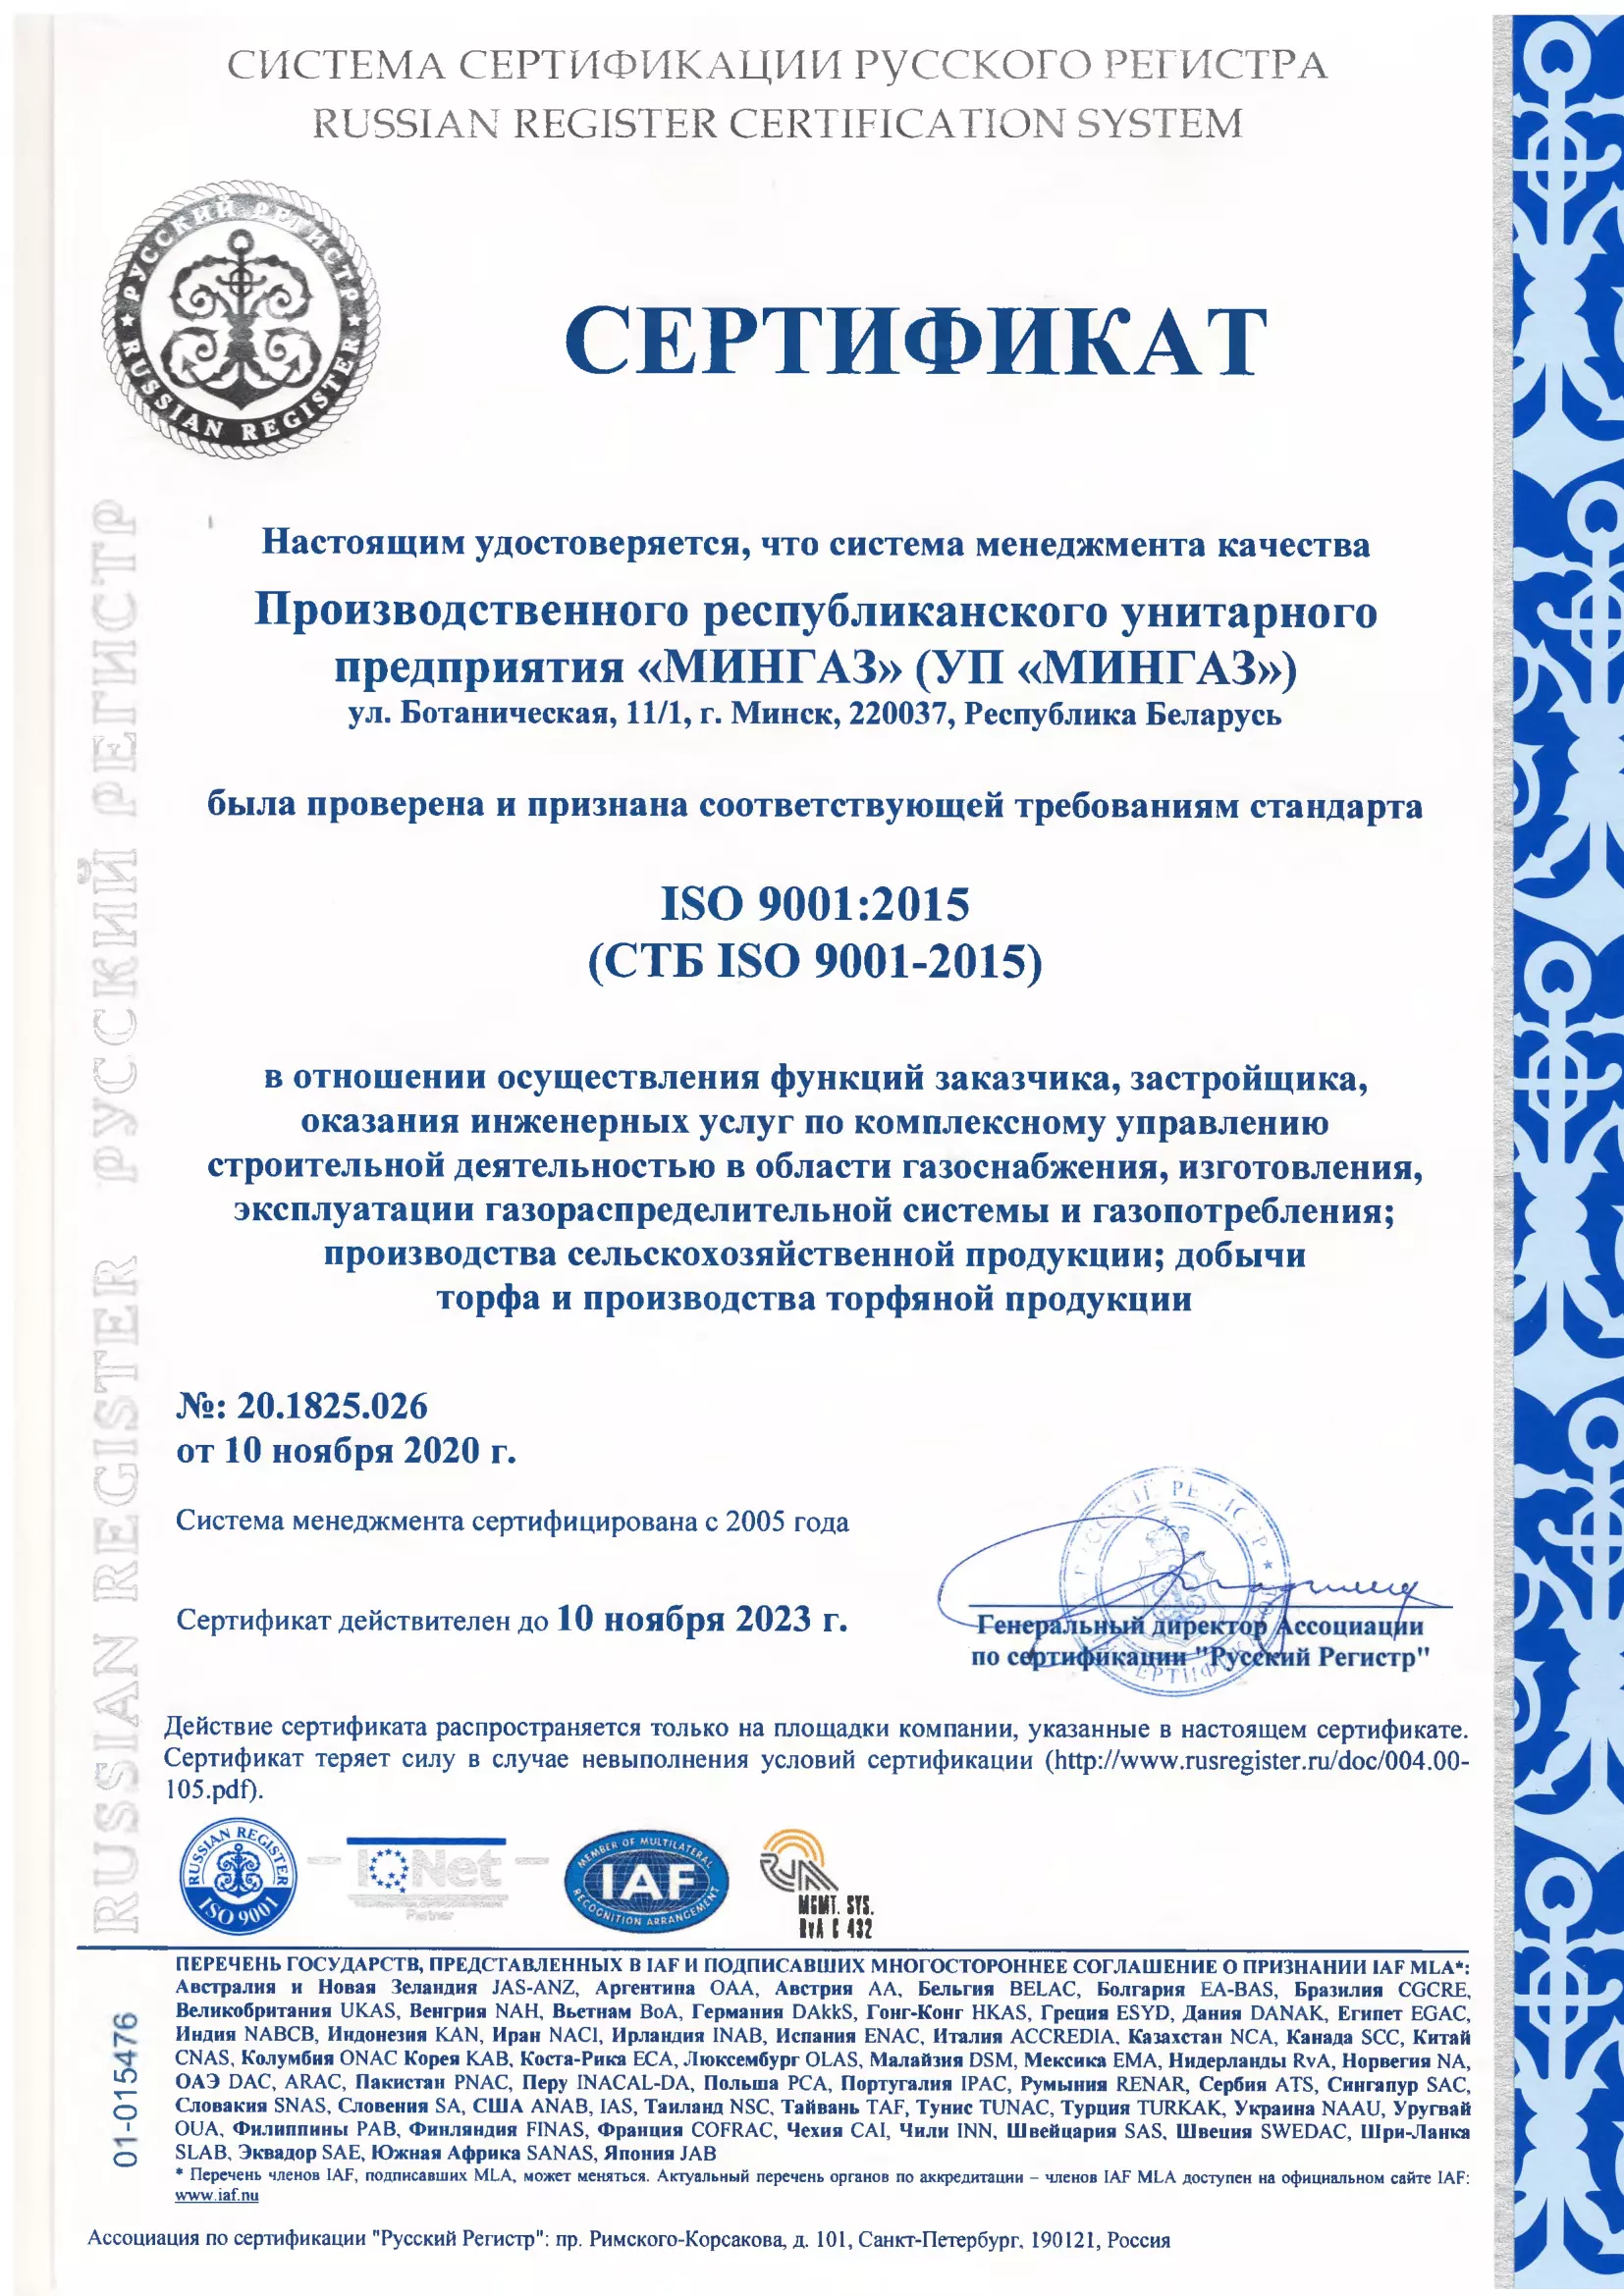 СИСТЕМА СЕРТИФИКАЦИИ РУССКОГО РЕГИСТРА
RUSSIAN REGISTER CERTIFICATION SYSTEM
РУССКИЙ РЕГИСТР
RUSSIAN REGISTER
СЕРТИФИКАТ
Настоящим удостоверяется, что система менеджмента качества
Производственного республиканского унитарного
предприятия «МИНГАЗ» (УП «МИНГАЗ»)
ул. Ботаническая, 11/1, г. Минск, 220037, Республика Беларусь
была проверена и признана соответствующей требованиям стандарта
ISO 9001:2015
(СТБ ISO 9001-2015)
в отношении осуществления функций заказчика, застройщика,
оказания инженерных услуг по комплексному управлению
строительной деятельностью в области газоснабжения, изготовления,
эксплуатации газораспределительной системы и газопотребления;
производства сельскохозяйственной продукции; добычи
торфа и производства торфяной продукции
№: 20.1825.026
от 10 ноября 2020 г.
Система менеджмента сертифицирована с 2005 года
Сертификат действителен до 10 ноября 2023 г.
Генеральный директор Ассоциации
по сертификации "Русский Регистр"
Действие сертификата распространяется только на площадки компании, указанные в настоящем сертификате.
Сертификат теряет силу в случае невыполнения условий сертификации (http://www.rusregister.ru/doc/004.00-
105.pdf).
RUSSIAN REGISTER
ISO 9001
IQNet
Partner
MEMBER OF MULTILATERAL
IAF
RECOGNITION ARRANGEMENT
MGMT. SYS.
RvA C 432
RUSSIAN REGISTER РУССКИЙ РЕГИСТР
01-015476
ПЕРЕЧЕНЬ ГОСУДАРСТВ, ПРЕДСТАВЛЕННЫХ В IAF И ПОДПИСАВШИХ МНОГОСТОРОННЕЕ СОГЛАШЕНИЕ О ПРИЗНАНИИ IAF MLA*:
Австралия и Новая Зеландия JAS-ANZ, Аргентина OAA, Австрия AA, Бельгия BELAC, Болгария EA-BAS, Бразилия CGCRE,
Великобритания UKAS, Венгрия NAH, Вьетнам BoA, Германия DAkkS, Гонг-Конг HKAS, Греция ESYD, Дания DANAK, Египет EGAC,
Индия NABCB, Индонезия KAN, Иран NACI, Ирландия INAB, Испания ENAC, Италия ACCREDIA, Казахстан NCA, Канада SCC, Китай
CNAS, Колумбия ONAC Корея KAB, Коста-Рика ECA, Люксембург OLAS, Малайзия DSM, Мексика EMA, Нидерланды RvA, Норвегия NA,
ОАЭ DAC, ARAC, Пакистан PNAC, Перу INACAL-DA, Польша PCA, Португалия IPAC, Румыния RENAR, Сербия ATS, Сингапур SAC,
Словакия SNAS, Словения SA, США ANAB, IAS, Таиланд NSC, Тайвань TAF, Тунис TUNAC, Турция TURKAK, Украина NAAU, Уругвай
OUA, Филиппины PAB, Финляндия FINAS, Франция COFRAC, Чехия CAI, Чили INN, Швейцария SAS, Швеция SWEDAC, Шри-Ланка
SLAB, Эквадор SAE, Южная Африка SANAS, Япония JAB
* Перечень членов IAF, подписавших MLA, может меняться. Актуальный перечень органов по аккредитации – членов IAF MLA доступен на официальном сайте IAF:
www.iaf.nu
Ассоциация по сертификации "Русский Регистр": пр. Римского-Корсакова, д. 101, Санкт-Петербург, 190121, Россия